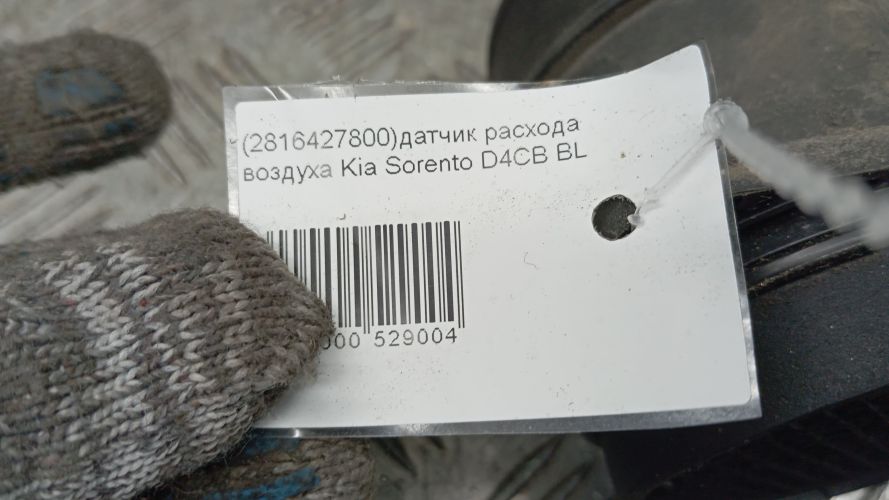 (2816427800)датчик расхода
воздуха Kia Sorento D4CB BL
000 529004